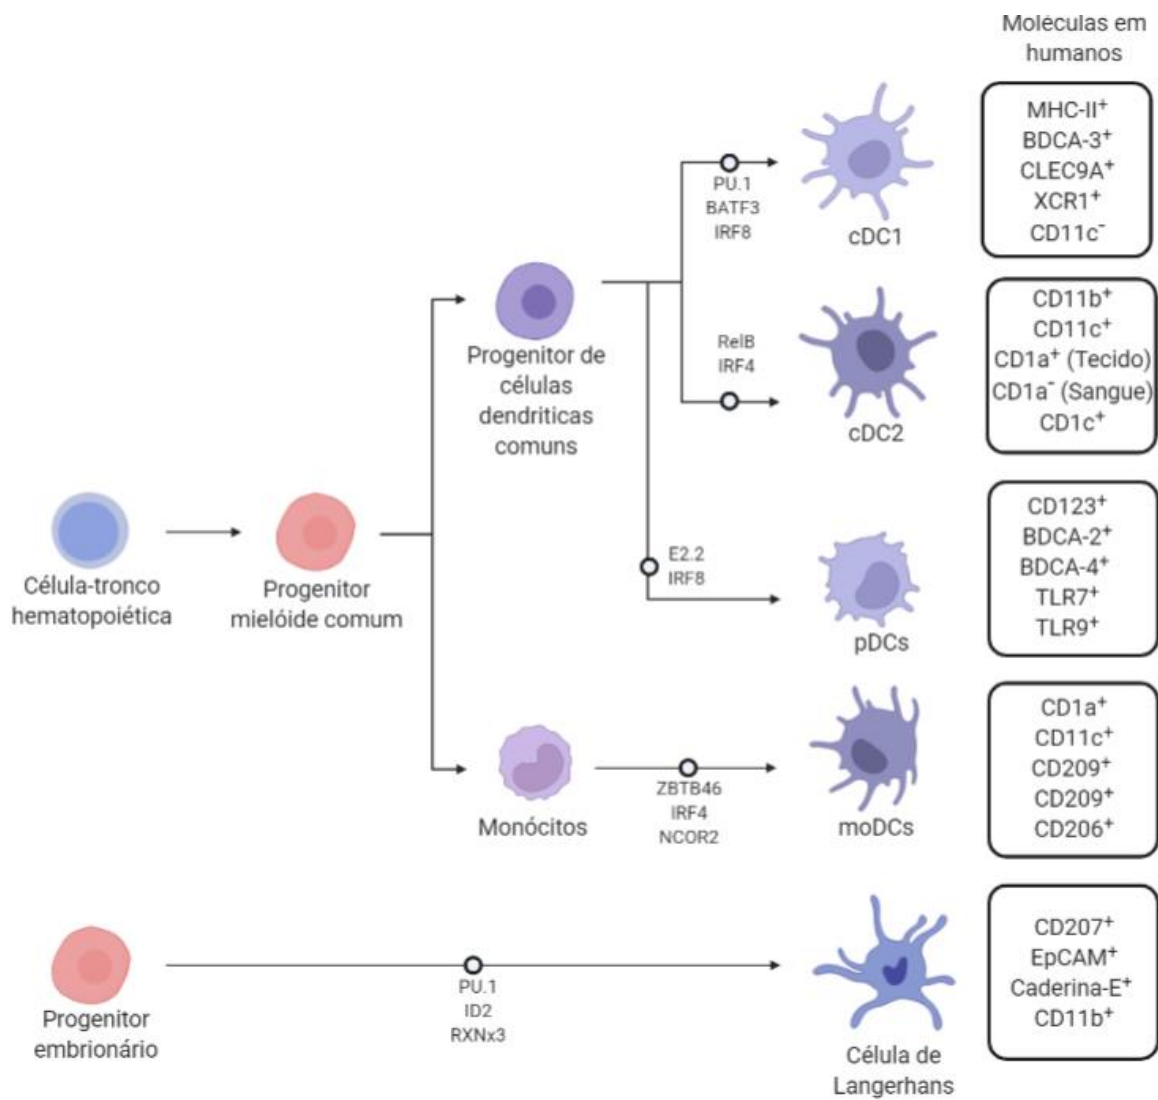 Moléculas em
humanos
MHC-II⁺
BDCA-3⁺
CLEC9A⁺
XCR1⁺
CD11c⁻
PU.1
BATF3
IRF8
cDC1
CD11b⁺
CD11c⁺
CD1a⁺ (Tecido)
CD1a⁻ (Sangue)
CD1c⁺
RelB
IRF4
cDC2
Progenitor de
células
dendriticas
comuns
CD123⁺
BDCA-2⁺
BDCA-4⁺
TLR7⁺
TLR9⁺
E2.2
IRF8
pDCs
Célula-tronco
hematopoiética
Progenitor
mielóide comum
CD1a⁺
CD11c⁺
CD209⁺
CD209⁺
CD206⁺
Monócitos
ZBTB46
IRF4
NCOR2
moDCs
CD207⁺
EpCAM⁺
Caderina-E⁺
CD11b⁺
Progenitor
embrionário
PU.1
ID2
RXNx3
Célula de
Langerhans